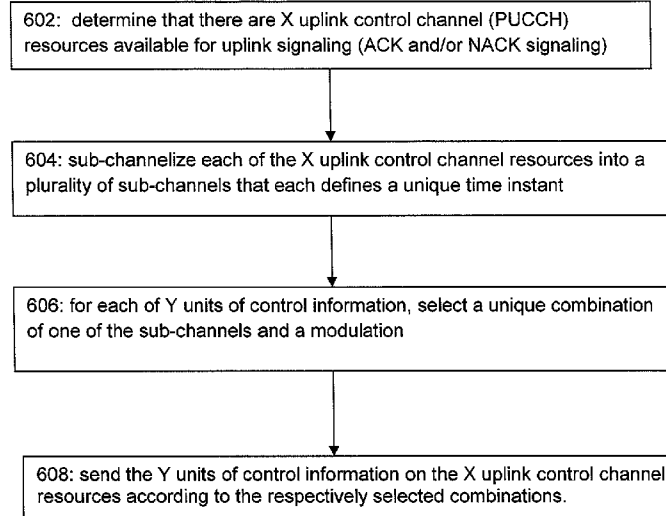 602: determine that there are X uplink control channel (PUCCH)
resources available for uplink signaling (ACK and/or NACK signaling)
604: sub-channelize each of the X uplink control channel resources into a
plurality of sub-channels that each defines a unique time instant
606: for each of Y units of control information, select a unique combination
of one of the sub-channels and a modulation
608: send the Y units of control information on the X uplink control channel
resources according to the respectively selected combinations.